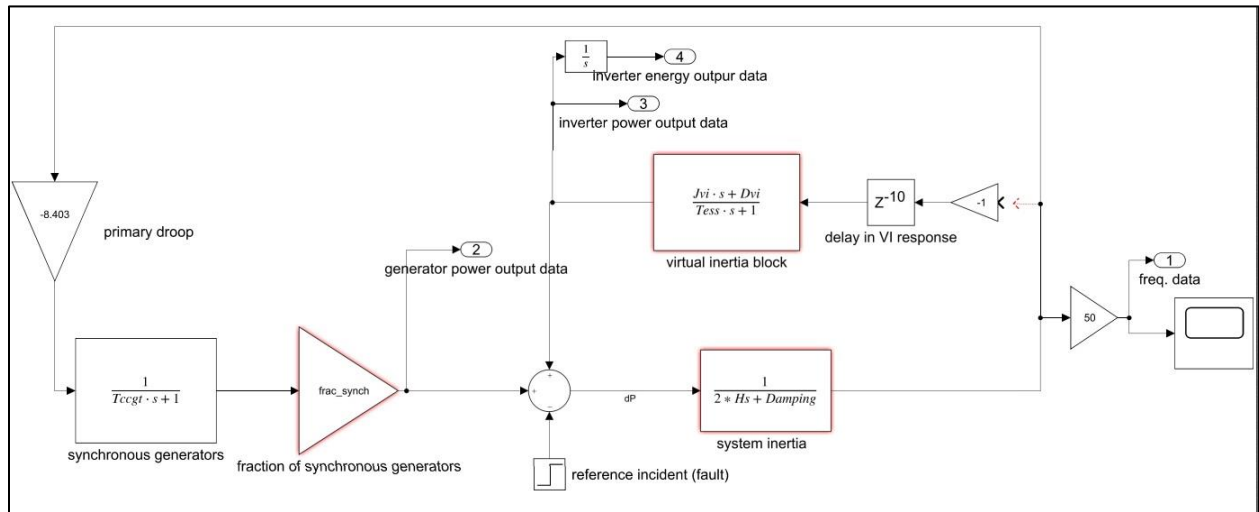 1
s
4
inverter energy outpur data
3
inverter power output data
-8.403
primary droop
Jvi · s + Dvi
Tess · s + 1
Z-10
-1
delay in VI response
virtual inertia block
2
generator power output data
1
freq. data
50
1
Tccgt · s + 1
synchronous generators
frac_synch
fraction of synchronous generators
+
+
−
dP
1
2 * Hs + Damping
system inertia
reference incident (fault)